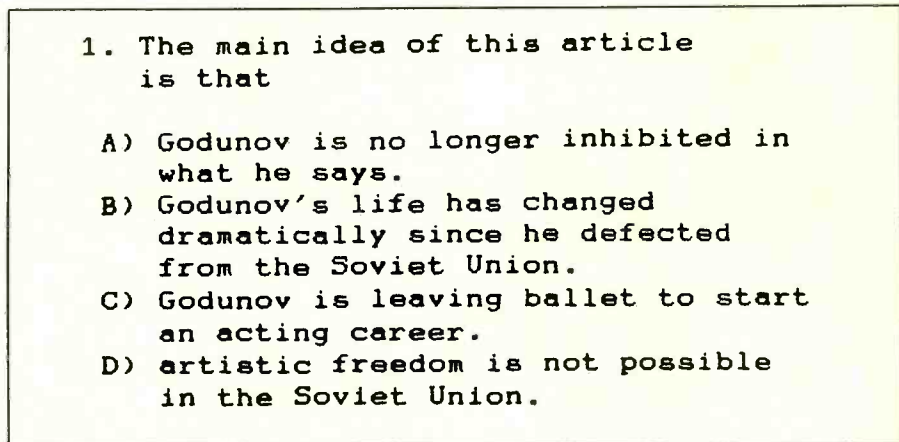 1. The main idea of this article
is that
A) Godunov is no longer inhibited in
what he says.
B) Godunov's life has changed
dramatically since he defected
from the Soviet Union.
C) Godunov is leaving ballet to start
an acting career.
D) artistic freedom is not possible
in the Soviet Union.